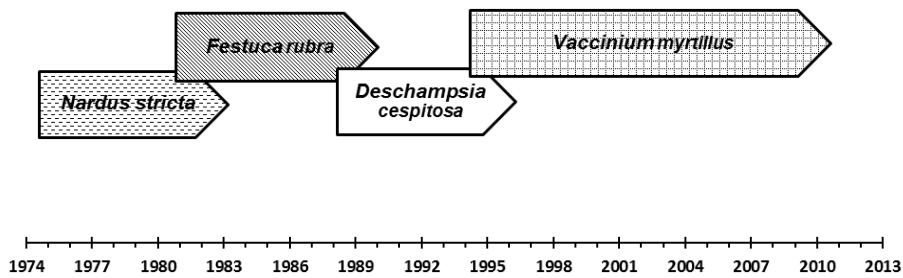 Festuca rubra
Vaccinium myrtillus
Nardus stricta
Deschampsia
cespitosa
1974 1977 1980 1983 1986 1989 1992 1995 1998 2001 2004 2007 2010 2013